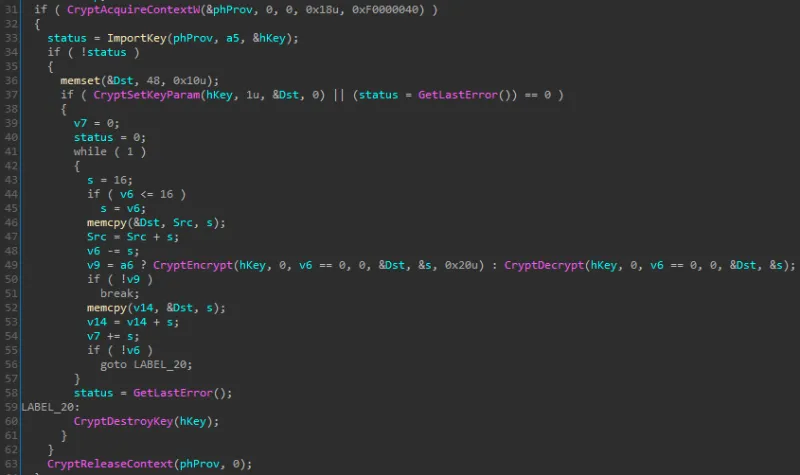 31 if ( CryptAcquireContextW(&phProv, 0, 0, 0x18u, 0xF0000040) )
32 {
33 status = ImportKey(phProv, a5, &hKey);
34 if ( !status )
35 {
36 memset(&Dst, 48, 0x10u);
37 if ( CryptSetKeyParam(hKey, 1u, &Dst, 0) || (status = GetLastError()) == 0 )
38 {
39 v7 = 0;
40 status = 0;
41 while ( 1 )
42 {
43 s = 16;
44 if ( v6 <= 16 )
45 s = v6;
46 memcpy(&Dst, Src, s);
47 Src = Src + s;
48 v6 -= s;
49 v9 = a6 ? CryptEncrypt(hKey, 0, v6 == 0, 0, &Dst, &s, 0x20u) : CryptDecrypt(hKey, 0, v6 == 0, 0, &Dst, &s);
50 if ( !v9 )
51 break;
52 memcpy(v14, &Dst, s);
53 v14 = v14 + s;
54 v7 += s;
55 if ( !v6 )
56 goto LABEL_20;
57 }
58 status = GetLastError();
59 LABEL_20:
60 CryptDestroyKey(hKey);
61 }
62 }
63 CryptReleaseContext(phProv, 0);